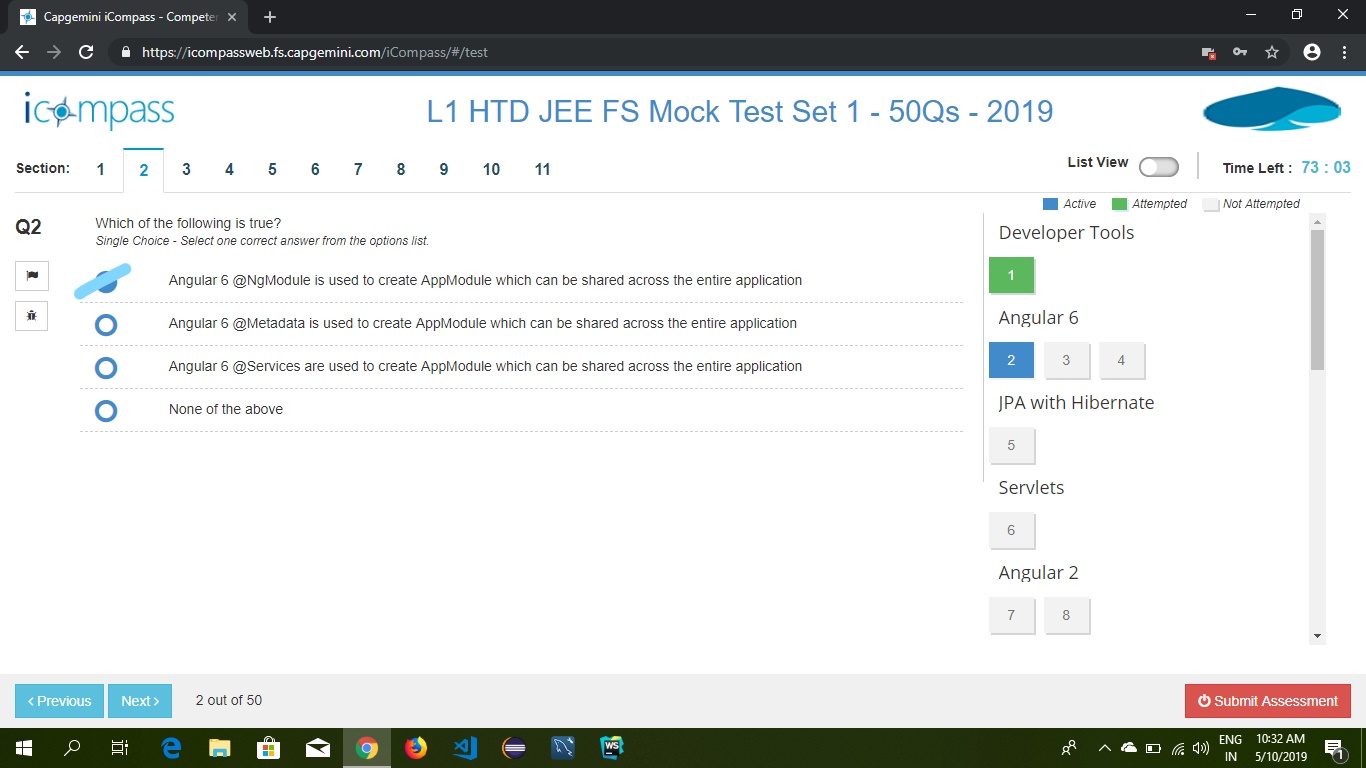 Capgemini iCompass - Competen
https://icompassweb.fs.capgemini.com/iCompass/#/test
icompass
L1 HTD JEE FS Mock Test Set 1 - 50Qs - 2019
Section: 1 2 3 4 5 6 7 8 9 10 11
List View
Time Left : 73 : 03
Active Attempted Not Attempted
Q2
Which of the following is true?
Single Choice - Select one correct answer from the options list.
Angular 6 @NgModule is used to create AppModule which can be shared across the entire application
Angular 6 @Metadata is used to create AppModule which can be shared across the entire application
Angular 6 @Services are used to create AppModule which can be shared across the entire application
None of the above
Developer Tools
1
Angular 6
2 3 4
JPA with Hibernate
5
Servlets
6
Angular 2
7 8
‹ Previous
Next ›
2 out of 50
Submit Assessment
WS
ENG
IN
10:32 AM
5/10/2019
1